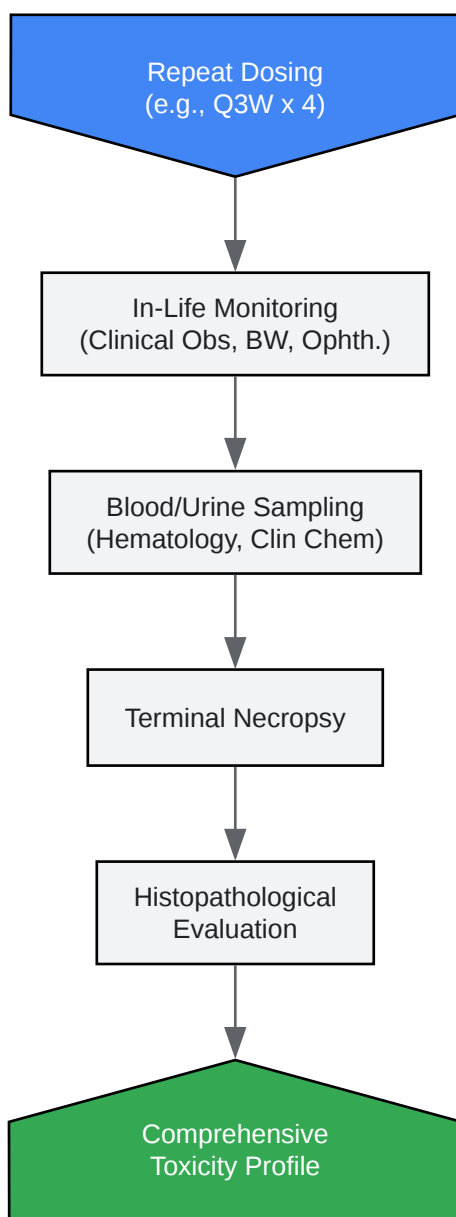 Repeat Dosing
(e.g., Q3W x 4)
In-Life Monitoring
(Clinical Obs, BW, Ophth.)
Blood/Urine Sampling
(Hematology, Clin Chem)
Terminal Necropsy
Histopathological
Evaluation
Comprehensive
Toxicity Profile